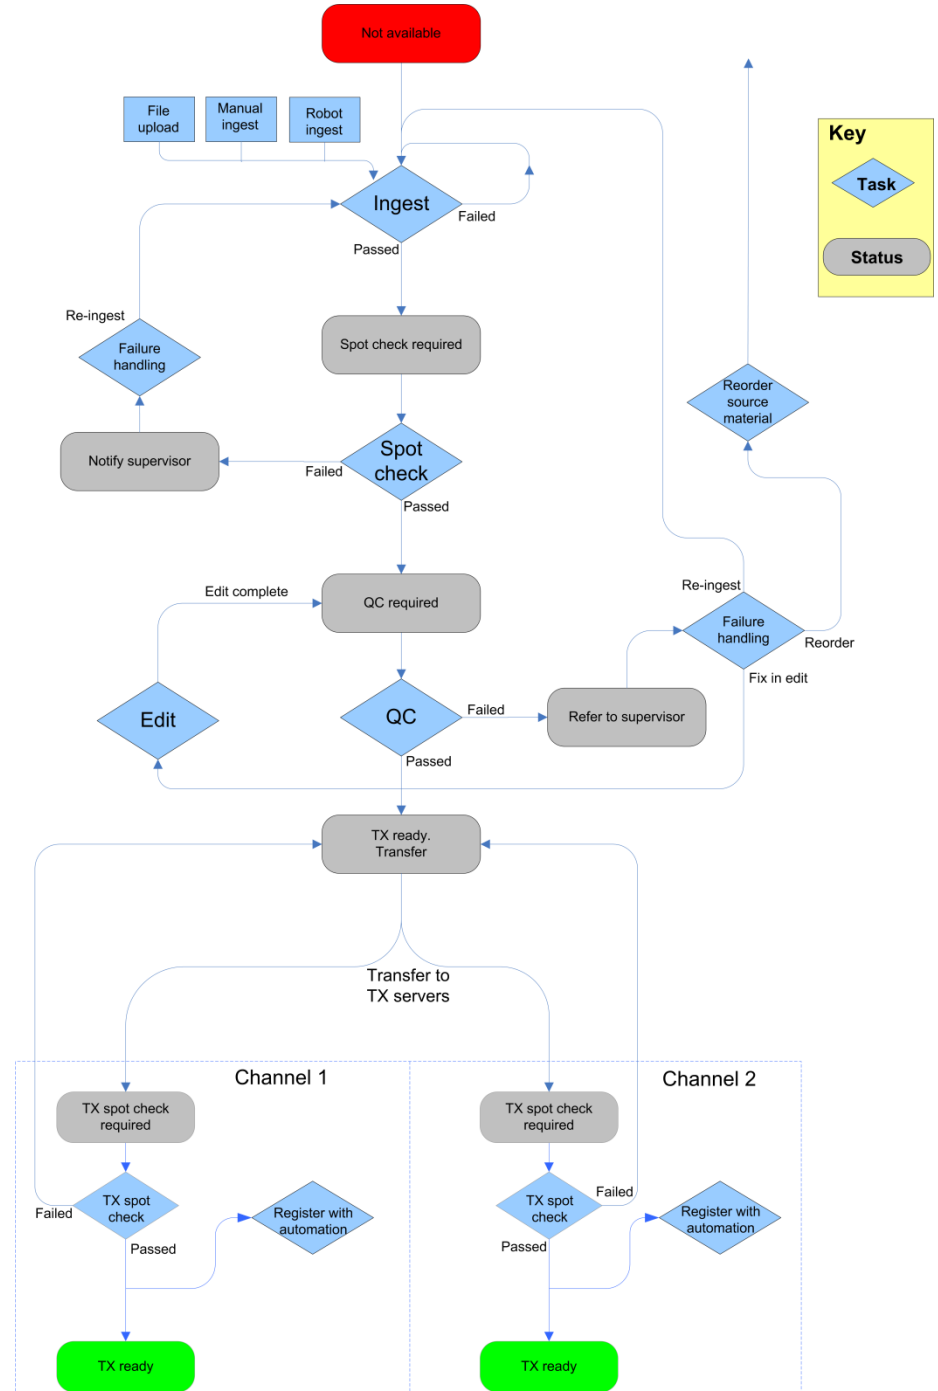 Not available
File
upload
Manual
ingest
Robot
ingest
Key
Task
Status
Ingest
Failed
Passed
Re-ingest
Failure
handling
Spot check required
Reorder
source
material
Notify supervisor
Failed
Spot
check
Passed
Edit complete
QC required
Re-ingest
Failure
handling
Reorder
Fix in edit
Edit
QC
Failed
Refer to supervisor
Passed
TX ready.
Transfer
Transfer to
TX servers
Channel 1
TX spot check
required
TX spot
check
Failed
Passed
Register with
automation
TX ready
Channel 2
TX spot check
required
TX spot
check
Failed
Passed
Register with
automation
TX ready